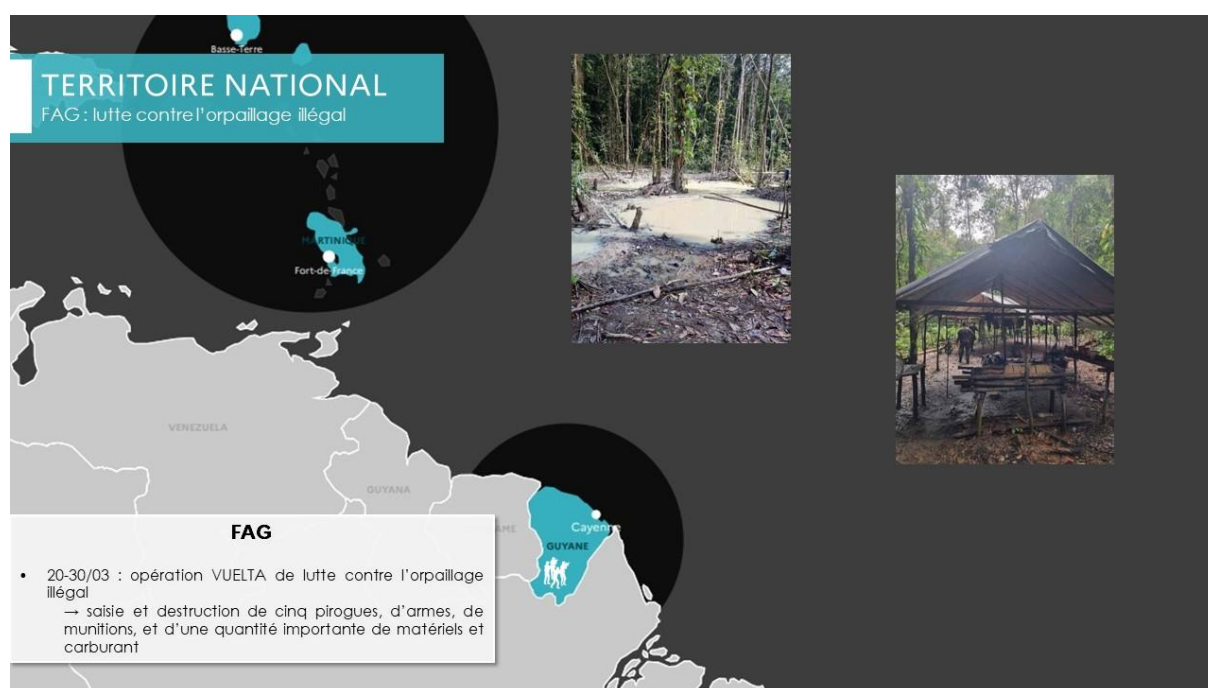 Basse-Terre
TERRITOIRE NATIONAL
FAG : lutte contre l'orpaillage illégal
MARTINIQUE
Fort-de-France
VENEZUELA
GUYANA
Cayenne
GUYANE
FAG
• 20-30/03 : opération VUELTA de lutte contre l'orpaillage
illégal
→ saisie et destruction de cinq pirogues, d'armes, de
munitions, et d'une quantité importante de matériels et
carburant